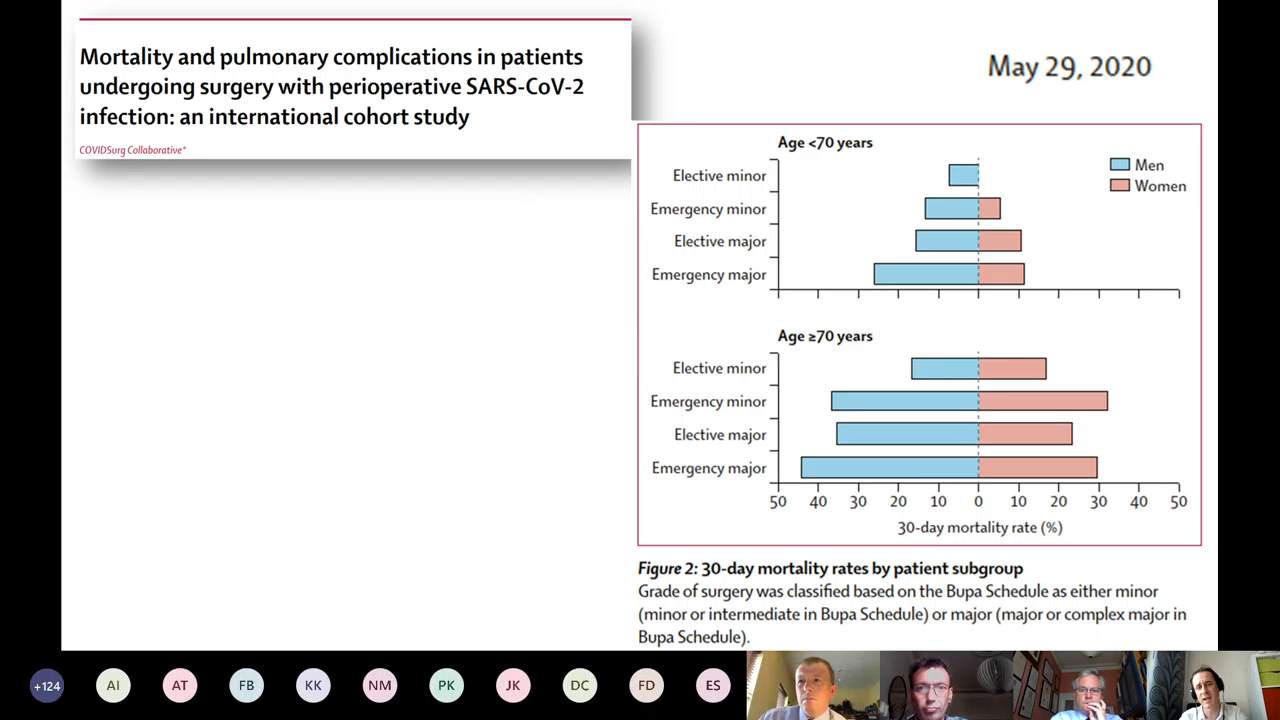 Mortality and pulmonary complications in patients
undergoing surgery with perioperative SARS-CoV-2
infection: an international cohort study
COVIDSurg Collaborative*
May 29, 2020
Age <70 years
Men
Women
Elective minor
Emergency minor
Elective major
Emergency major
Age ≥70 years
Elective minor
Emergency minor
Elective major
Emergency major
50 40 30 20 10 0 10 20 30 40 50
30-day mortality rate (%)
Figure 2: 30-day mortality rates by patient subgroup
Grade of surgery was classified based on the Bupa Schedule as either minor
(minor or intermediate in Bupa Schedule) or major (major or complex major in
Bupa Schedule).
+124 AI AT FB KK NM PK JK DC FD ES